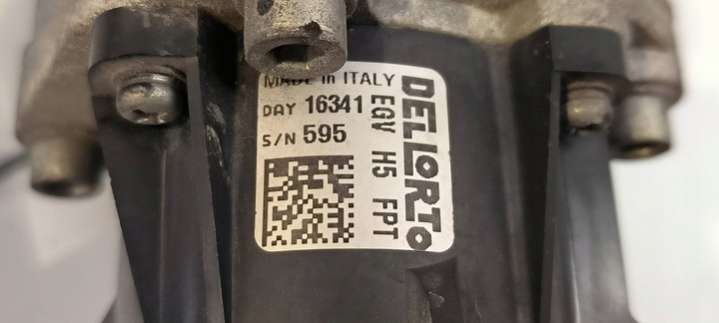 MADE in ITALY
DAY 16341
S/N 595
DELLORTO
EGV H5 FPT